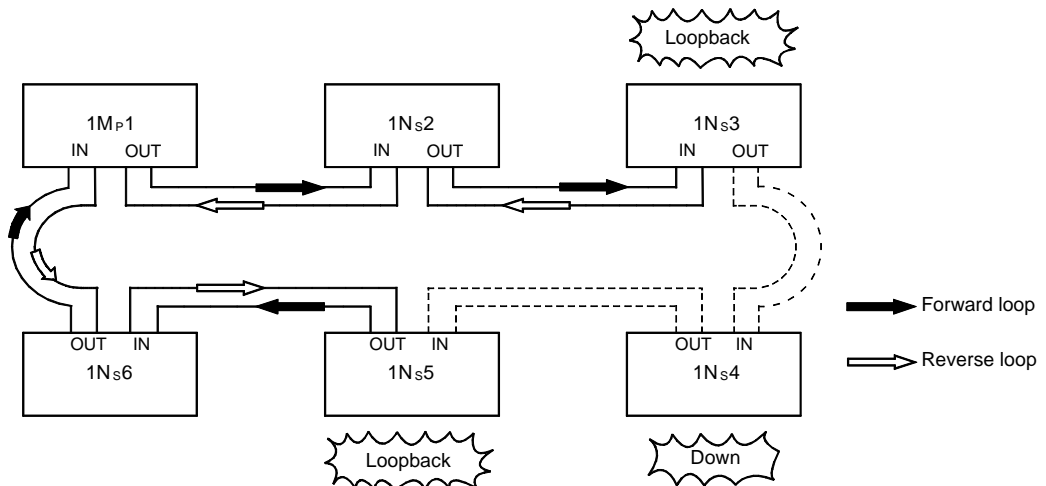 Loopback
1MP1
1NS2
1NS3
IN OUT
IN OUT
IN OUT
Forward loop
OUT IN
OUT IN
OUT IN
Reverse loop
1NS6
1NS5
1NS4
Loopback
Down